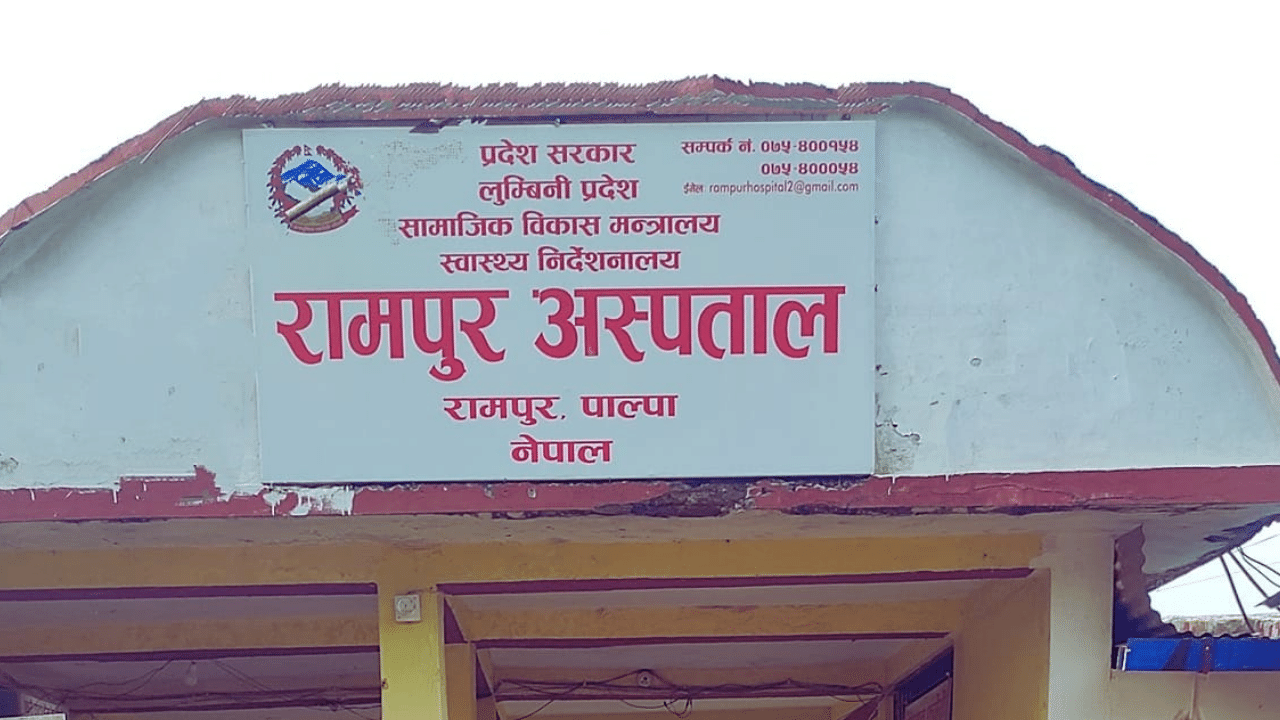 प्रदेश सरकार
लुम्बिनी प्रदेश
सामाजिक विकास मन्त्रालय
स्वास्थ्य निर्देशनालय
सम्पर्क नं. ०७५-४००१५४
०७५-४०००५४
ईमेल: rampurhospital2@gmail.com
रामपुर अस्पताल
रामपुर, पाल्पा
नेपाल